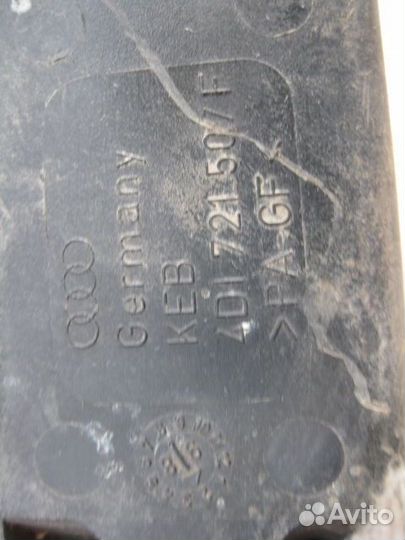 Germany
KEB
4D1 721 507 F
>PA-GF<
Avito